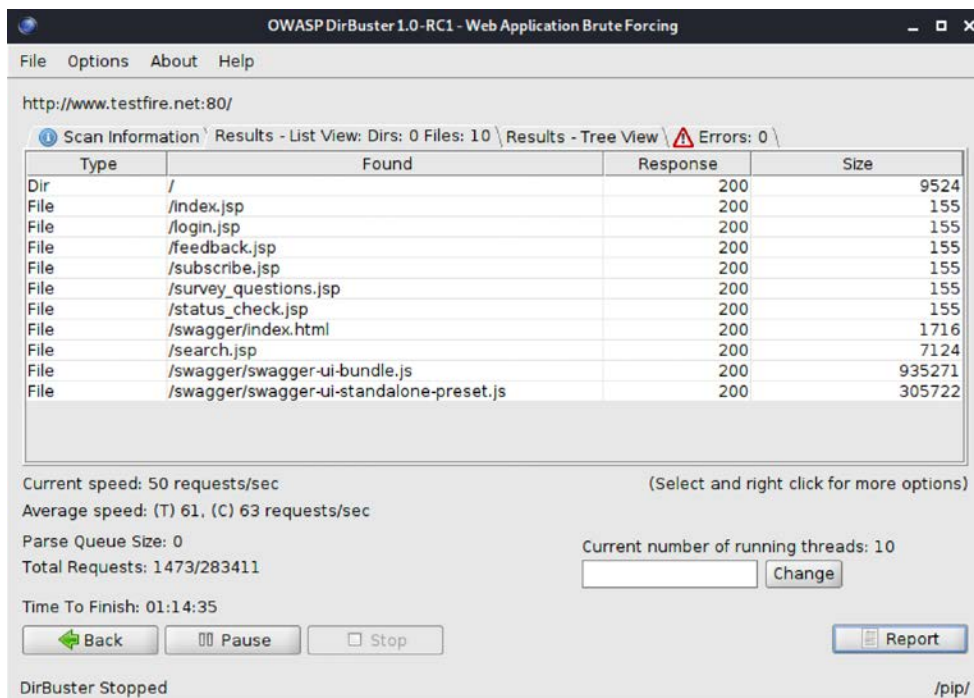 OWASP DirBuster 1.0-RC1 - Web Application Brute Forcing
File Options About Help
http://www.testfire.net:80/
Scan Information Results - List View: Dirs: 0 Files: 10 Results - Tree View Errors: 0
Type Found Response Size
Dir / 200 9524
File /index.jsp 200 155
File /login.jsp 200 155
File /feedback.jsp 200 155
File /subscribe.jsp 200 155
File /survey_questions.jsp 200 155
File /status_check.jsp 200 155
File /swagger/index.html 200 1716
File /search.jsp 200 7124
File /swagger/swagger-ui-bundle.js 200 935271
File /swagger/swagger-ui-standalone-preset.js 200 305722
Current speed: 50 requests/sec (Select and right click for more options)
Average speed: (T) 61, (C) 63 requests/sec
Parse Queue Size: 0 Current number of running threads: 10
Total Requests: 1473/283411 Change
Time To Finish: 01:14:35
Back Pause Stop Report
DirBuster Stopped /pip/